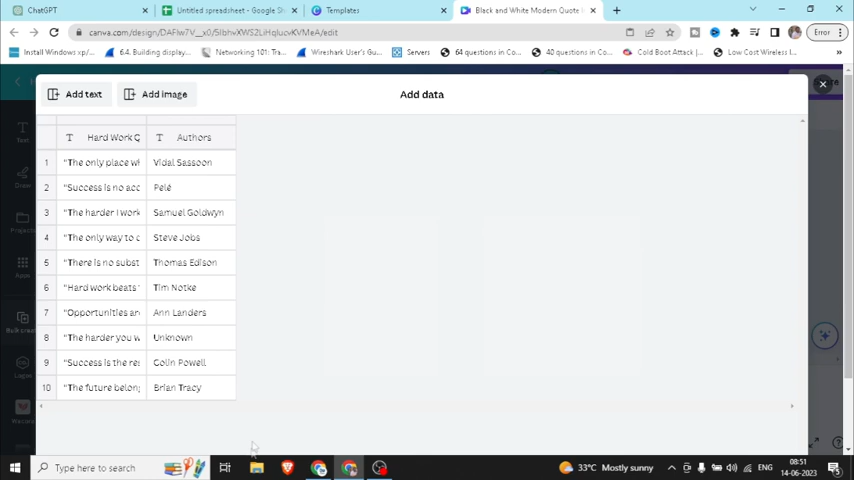 ChatGPT
Untitled spreadsheet - Google Sh
Templates
Black and White Modern Quote In
canva.com/design/DAFlw7V__x0/5IbhvXWS2LiHqlucVKMeA/edit
Error
Install Windows xp/...
6.4. Building display...
Networking 101: Tra...
Wireshark User's Gu...
Servers
64 questions in Co...
40 questions in Co...
Cold Boot Attack |...
Low Cost Wireless I...
Add text
Add image
Add data
Text
Draw
Projects
Apps
Bulk create
Logos
Hard Work Q
Authors
1 "The only place wh Vidal Sassoon
2 "Success is no acc Pelé
3 "The harder I work Samuel Goldwyn
4 "The only way to d Steve Jobs
5 "There is no subst Thomas Edison
6 "Hard work beats Tim Notke
7 "Opportunities are Ann Landers
8 "The harder you w Unknown
9 "Success is the res Colin Powell
10 "The future belong Brian Tracy
Type here to search
33°C Mostly sunny
ENG
08:51
14-06-2023